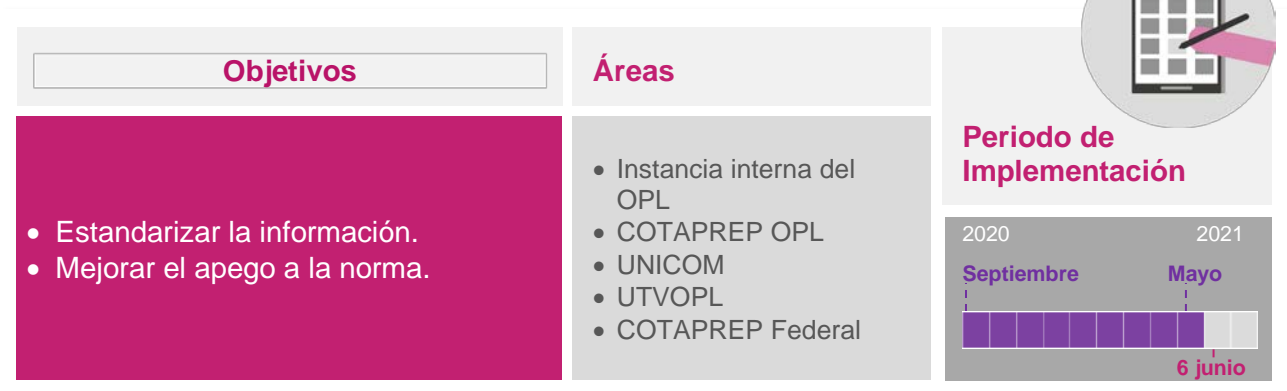 Objetivos
Áreas
Periodo de
Implementación
• Estandarizar la información.
• Mejorar el apego a la norma.
• Instancia interna del
OPL
• COTAPREP OPL
• UNICOM
• UTVOPL
• COTAPREP Federal
2020 2021
Septiembre Mayo
6 junio